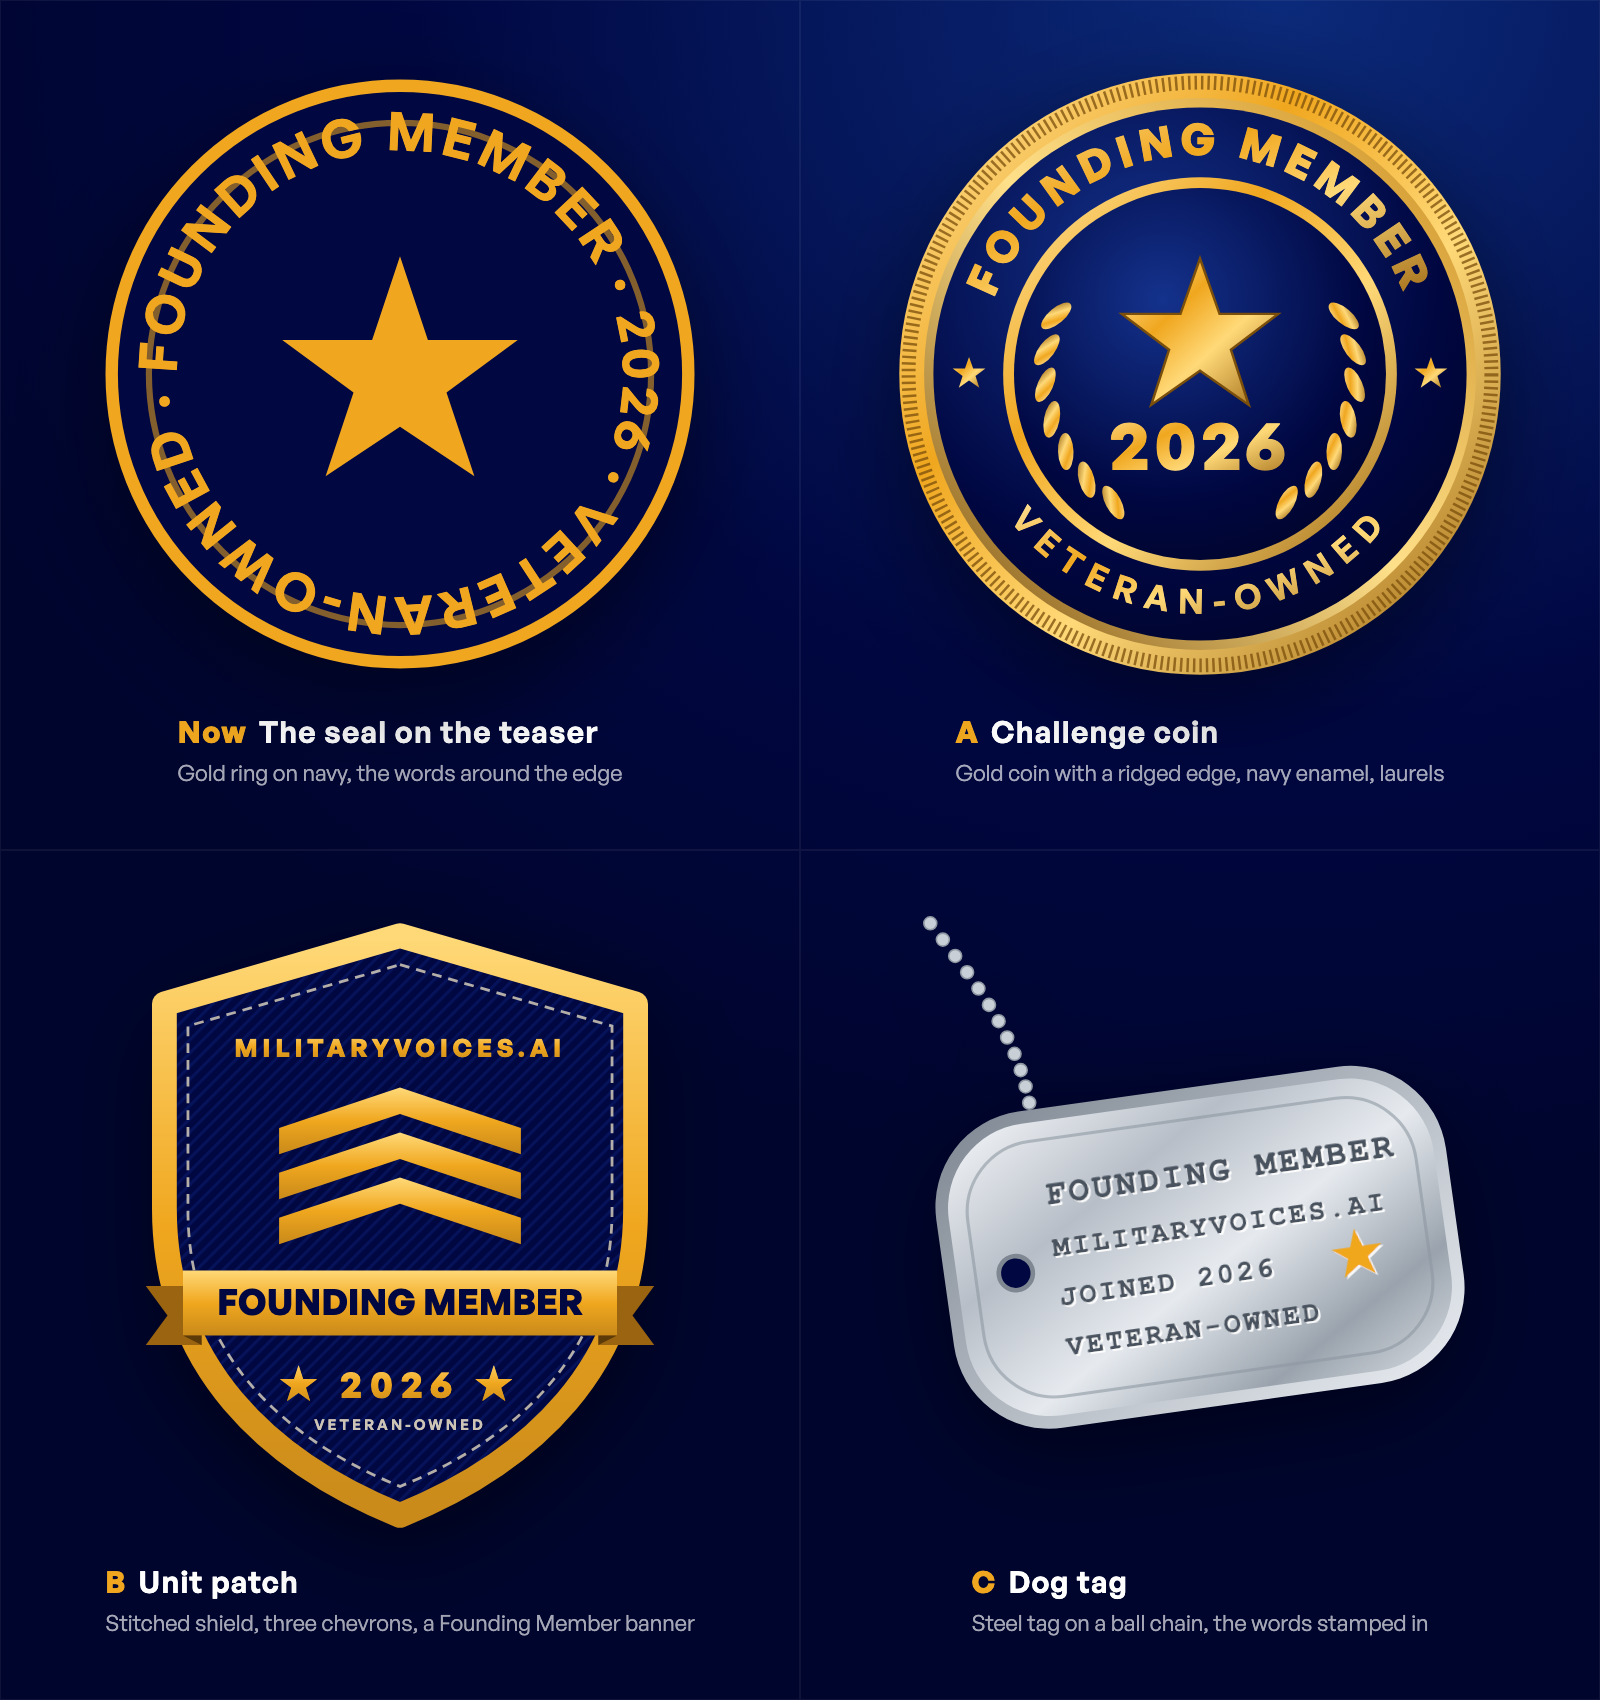 FOUNDING MEMBER · 2026 · VETERAN-OWNED ·
Now The seal on the teaser
Gold ring on navy, the words around the edge
FOUNDING MEMBER
2026
VETERAN-OWNED
A Challenge coin
Gold coin with a ridged edge, navy enamel, laurels
MILITARYVOICES.AI
FOUNDING MEMBER
2026
VETERAN-OWNED
B Unit patch
Stitched shield, three chevrons, a Founding Member banner
FOUNDING MEMBER
MILITARYVOICES.AI
JOINED 2026
VETERAN-OWNED
C Dog tag
Steel tag on a ball chain, the words stamped in